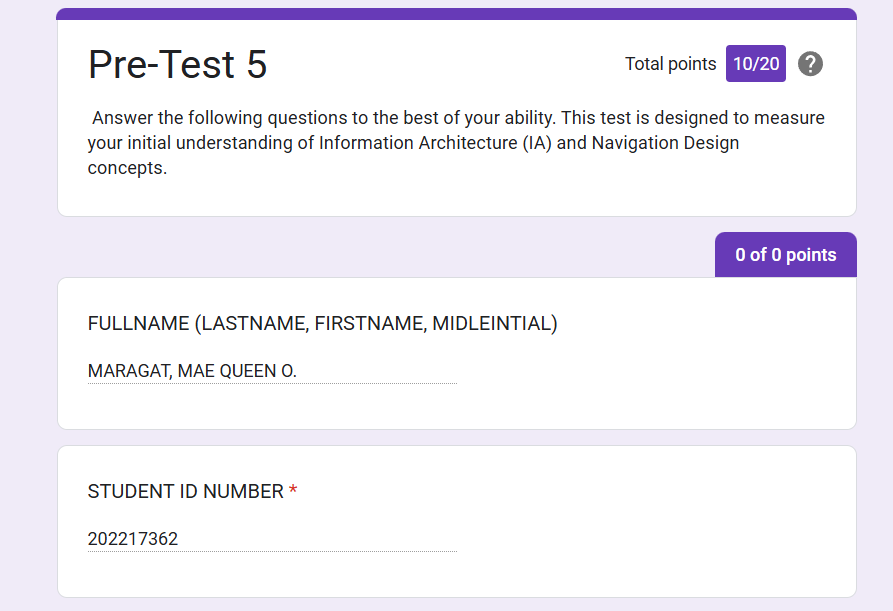 Pre-Test 5
Total points 10/20 ?
Answer the following questions to the best of your ability. This test is designed to measure
your initial understanding of Information Architecture (IA) and Navigation Design
concepts.
0 of 0 points
FULLNAME (LASTNAME, FIRSTNAME, MIDLEINTIAL)
MARAGAT, MAE QUEEN O.
STUDENT ID NUMBER *
202217362